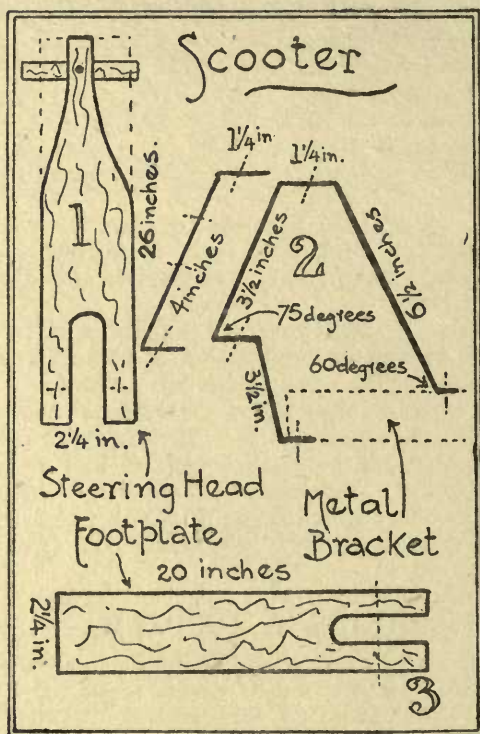 Scooter
1
26 inches.
2¼ in.
1¼ in.
4 inches
1¼ in.
3½ inches
2
6½ inches
75 degrees
60 degrees
3½ in.
Steering Head
Metal
Bracket
Footplate
20 inches
2¼ in.
3